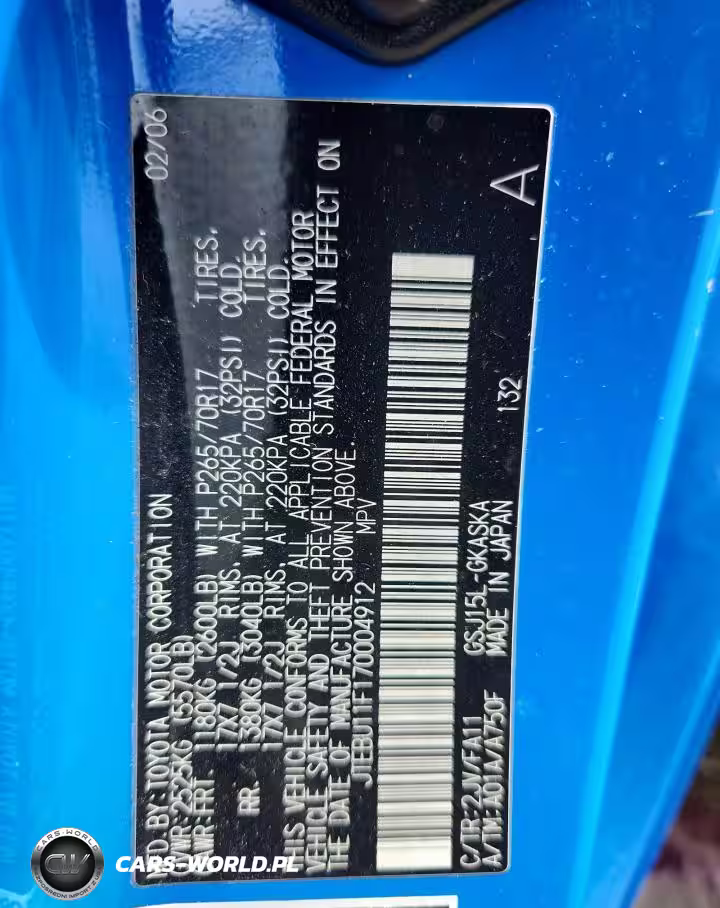 MFD.BY:TOYOTA MOTOR CORPORATION 02/06
GVWR:2525KG (5570LB)
GAWR:FRT 1180KG (2600LB) WITH P265/70R17 TIRES,
17X7 1/2J RIMS, AT 220KPA (32PSI) COLD.
RR 1380KG (3040LB) WITH P265/70R17 TIRES,
17X7 1/2J RIMS, AT 220KPA (32PSI) COLD.
THIS VEHICLE CONFORMS TO ALL APPLICABLE FEDERAL MOTOR
VEHICLE SAFETY AND THEFT PREVENTION STANDARDS IN EFFECT ON
THE DATE OF MANUFACTURE SHOWN ABOVE.
JTEBU11F170004912 MPV
A
C/TR:2JV/FA11 GSJ15L-GKASKA
A/TM:A01A/A750F MADE IN JAPAN 132
CARS-WORLD
CW
CARS-WORLD.PL